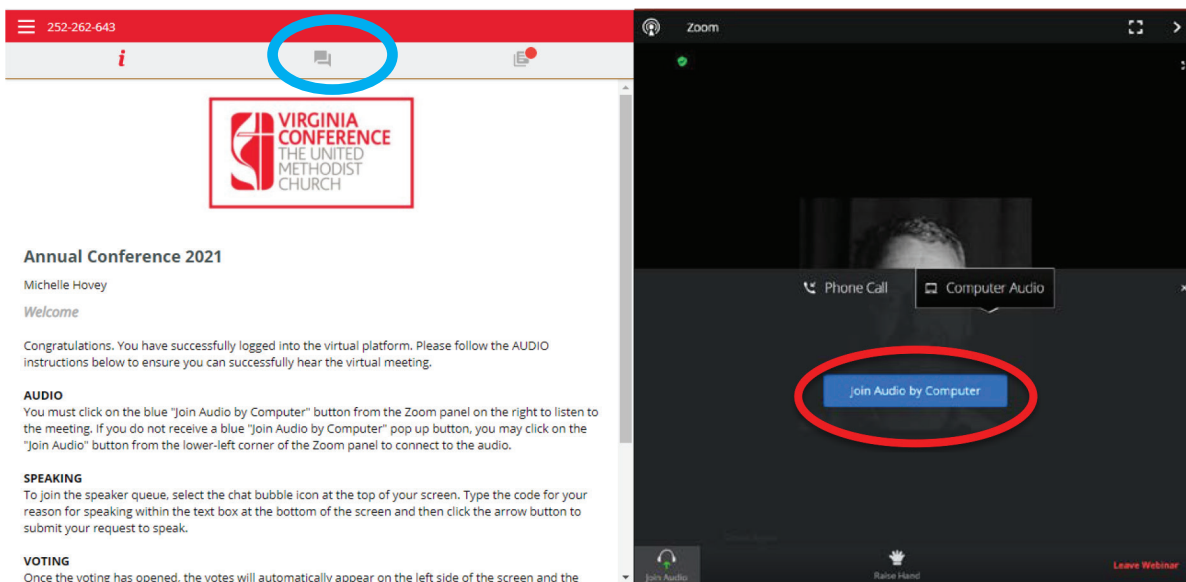 252-262-643
i
VIRGINIA
CONFERENCE
THE UNITED
METHODIST
CHURCH
Annual Conference 2021
Michelle Hovey
Welcome
Congratulations. You have successfully logged into the virtual platform. Please follow the AUDIO
instructions below to ensure you can successfully hear the virtual meeting.
AUDIO
You must click on the blue "Join Audio by Computer" button from the Zoom panel on the right to listen to
the meeting. If you do not receive a blue "Join Audio by Computer" pop up button, you may click on the
"Join Audio" button from the lower-left corner of the Zoom panel to connect to the audio.
SPEAKING
To join the speaker queue, select the chat bubble icon at the top of your screen. Type the code for your
reason for speaking within the text box at the bottom of the screen and then click the arrow button to
submit your request to speak.
VOTING
Once the voting has opened, the votes will automatically appear on the left side of the screen and the
Zoom
Phone Call
Computer Audio
Join Audio by Computer
Join Audio
Raise Hand
Leave Webinar